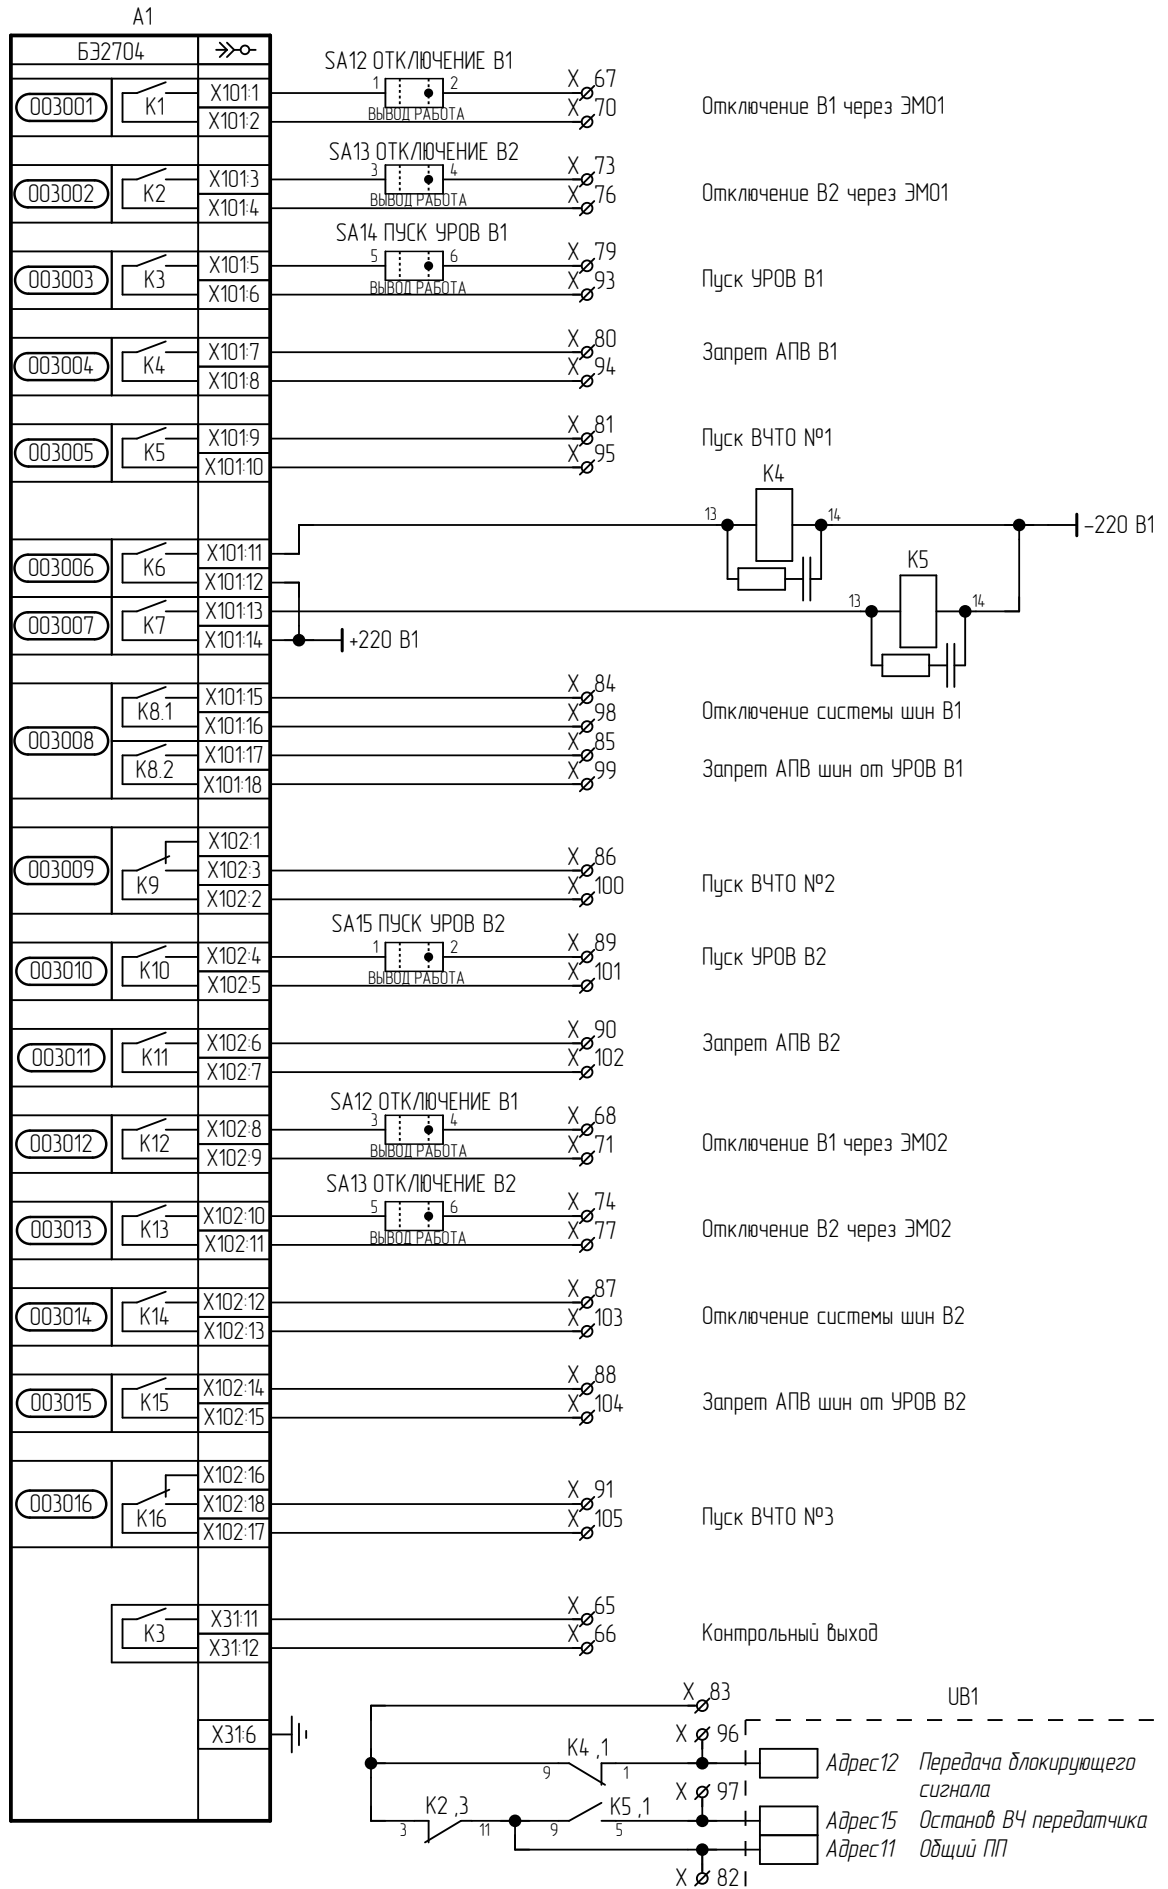 A1
БЭ2704
SA12 ОТКЛЮЧЕНИЕ В1
003001 K1 X101:1 1 2 X 67
X101:2 ВЫВОД РАБОТА X 70 Отключение В1 через ЭМО1
SA13 ОТКЛЮЧЕНИЕ В2
003002 K2 X101:3 3 4 X 73
X101:4 ВЫВОД РАБОТА X 76 Отключение В2 через ЭМО1
SA14 ПУСК УРОВ В1
003003 K3 X101:5 5 6 X 79
X101:6 ВЫВОД РАБОТА X 93 Пуск УРОВ В1
003004 K4 X101:7 X 80 Запрет АПВ В1
X101:8 X 94
003005 K5 X101:9 X 81 Пуск ВЧТО №1
X101:10 X 95
K4
13 14 -220 В1
003006 K6 X101:11
X101:12 K5
003007 K7 X101:13 13 14
X101:14 +220 В1
003008 K8.1 X101:15 X 84
X101:16 X 98 Отключение системы шин В1
K8.2 X101:17 X 85
X101:18 X 99 Запрет АПВ шин от УРОВ В1
003009 K9 X102:1
X102:3 X 86
X102:2 X 100 Пуск ВЧТО №2
SA15 ПУСК УРОВ В2
003010 K10 X102:4 1 2 X 89 Пуск УРОВ В2
X102:5 ВЫВОД РАБОТА X 101
003011 K11 X102:6 X 90 Запрет АПВ В2
X102:7 X 102
SA12 ОТКЛЮЧЕНИЕ В1
003012 K12 X102:8 3 4 X 68
X102:9 ВЫВОД РАБОТА X 71 Отключение В1 через ЭМО2
SA13 ОТКЛЮЧЕНИЕ В2
003013 K13 X102:10 5 6 X 74
X102:11 ВЫВОД РАБОТА X 77 Отключение В2 через ЭМО2
003014 K14 X102:12 X 87
X102:13 X 103 Отключение системы шин В2
003015 K15 X102:14 X 88
X102:15 X 104 Запрет АПВ шин от УРОВ В2
003016 K16 X102:16
X102:18 X 91
X102:17 X 105 Пуск ВЧТО №3
K3 X31:11 X 65
X31:12 X 66 Контрольный выход
X 83 UB1
X31:6 X 96
K4 ,1 9 1 Адрес12 Передача блокирующего
сигнала
X 97
K2 ,3 3 11 K5 ,1 9 5 Адрес15 Останов ВЧ передатчика
Адрес11 Общий ПП
X 82